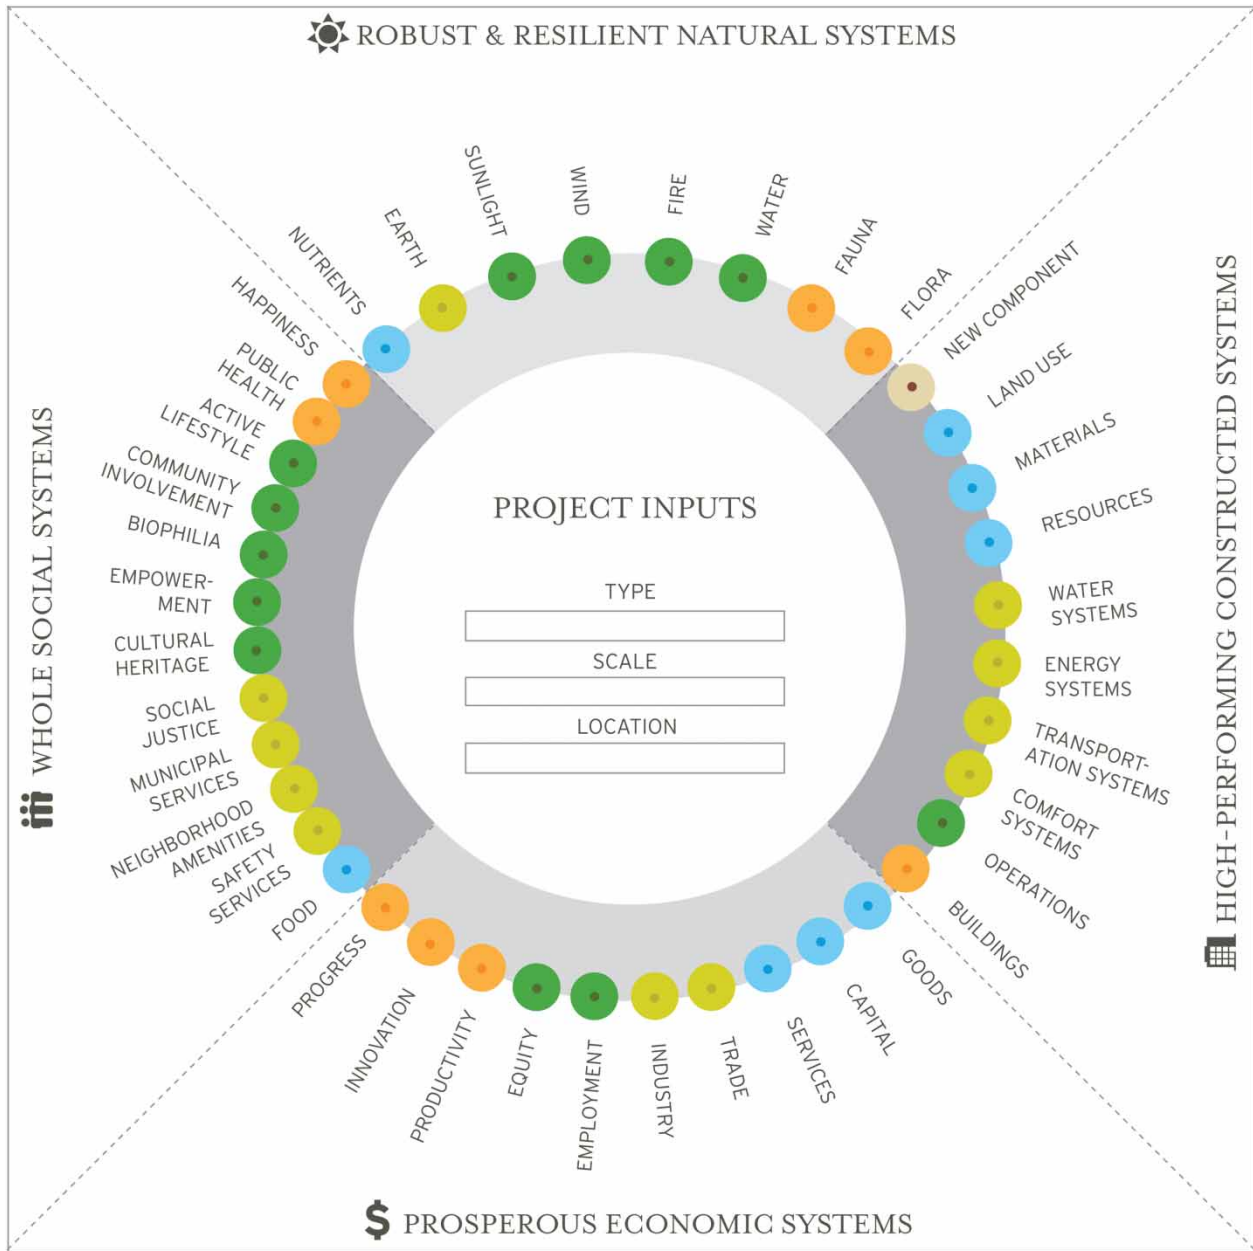 ROBUST & RESILIENT NATURAL SYSTEMS
NUTRIENTS
EARTH
SUNLIGHT
WIND
FIRE
WATER
FAUNA
FLORA
HIGH-PERFORMING CONSTRUCTED SYSTEMS
NEW COMPONENT
LAND USE
MATERIALS
RESOURCES
WATER
SYSTEMS
ENERGY
SYSTEMS
TRANSPORT-
ATION SYSTEMS
COMFORT
SYSTEMS
OPERATIONS
BUILDINGS
$ PROSPEROUS ECONOMIC SYSTEMS
GOODS
CAPITAL
SERVICES
TRADE
INDUSTRY
EMPLOYMENT
EQUITY
PRODUCTIVITY
INNOVATION
PROGRESS
WHOLE SOCIAL SYSTEMS
FOOD
SAFETY
SERVICES
NEIGHBORHOOD
AMENITIES
MUNICIPAL
SERVICES
SOCIAL
JUSTICE
CULTURAL
HERITAGE
EMPOWER-
MENT
BIOPHILIA
COMMUNITY
INVOLVEMENT
ACTIVE
LIFESTYLE
PUBLIC
HEALTH
HAPPINESS
PROJECT INPUTS
TYPE
SCALE
LOCATION